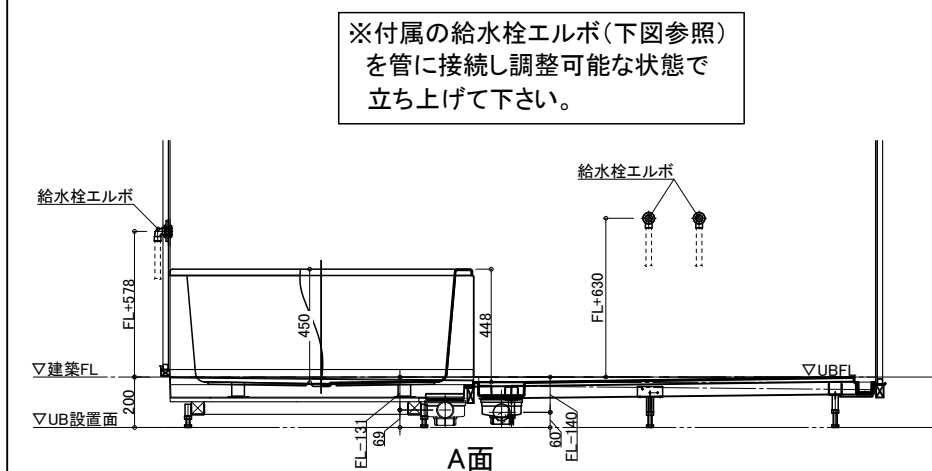 ※付属の給水栓エルボ(下図参照)
を管に接続し調整可能な状態で
立ち上げて下さい。
給水栓エルボ
給水栓エルボ
FL+578
450
448
FL+630
▽建築FL
▽UBFL
200
▽UB設置面
FL-131
69
60
FL-140
A面